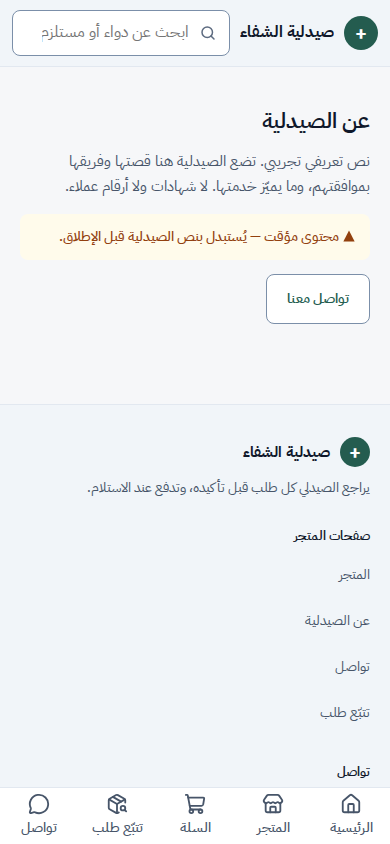 صيدلية الشفاء
ابحث عن دواء أو مستلزم
عن الصيدلية
نص تعريفي تجريبي. تضع الصيدلية هنا قصتها وفريقها
بموافقتهم، وما يميّز خدمتها. لا شهادات ولا أرقام عملاء.
▲ محتوى مؤقت — يُستبدل بنص الصيدلية قبل الإطلاق.
تواصل معنا
صيدلية الشفاء
يراجع الصيدلي كل طلب قبل تأكيده، وتدفع عند الاستلام.
صفحات المتجر
المتجر
عن الصيدلية
تواصل
تتبّع طلب
تواصل
الرئيسية
المتجر
السلة
تتبّع طلب
تواصل